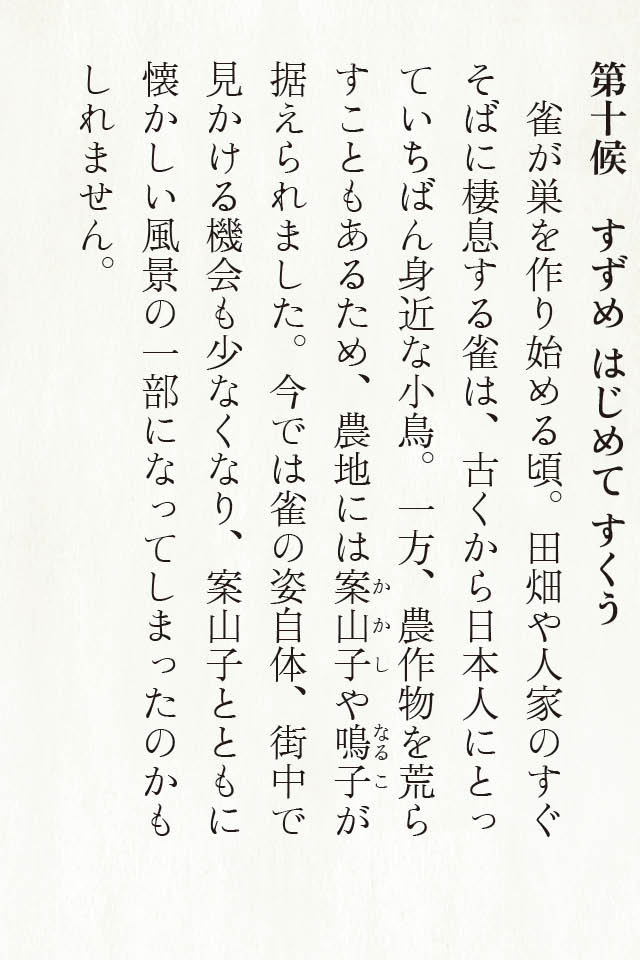 第十候　すずめ はじめて すくう
　雀が巣を作り始める頃。田畑や人家のすぐ
そばに棲息する雀は、古くから日本人にとっ
ていちばん身近な小鳥。一方、農作物を荒ら
すこともあるため、農地には案山子や鳴子が
かかし
なるこ
据えられました。今では雀の姿自体、街中で
見かける機会も少なくなり、案山子とともに
懐かしい風景の一部になってしまったのかも
しれません。